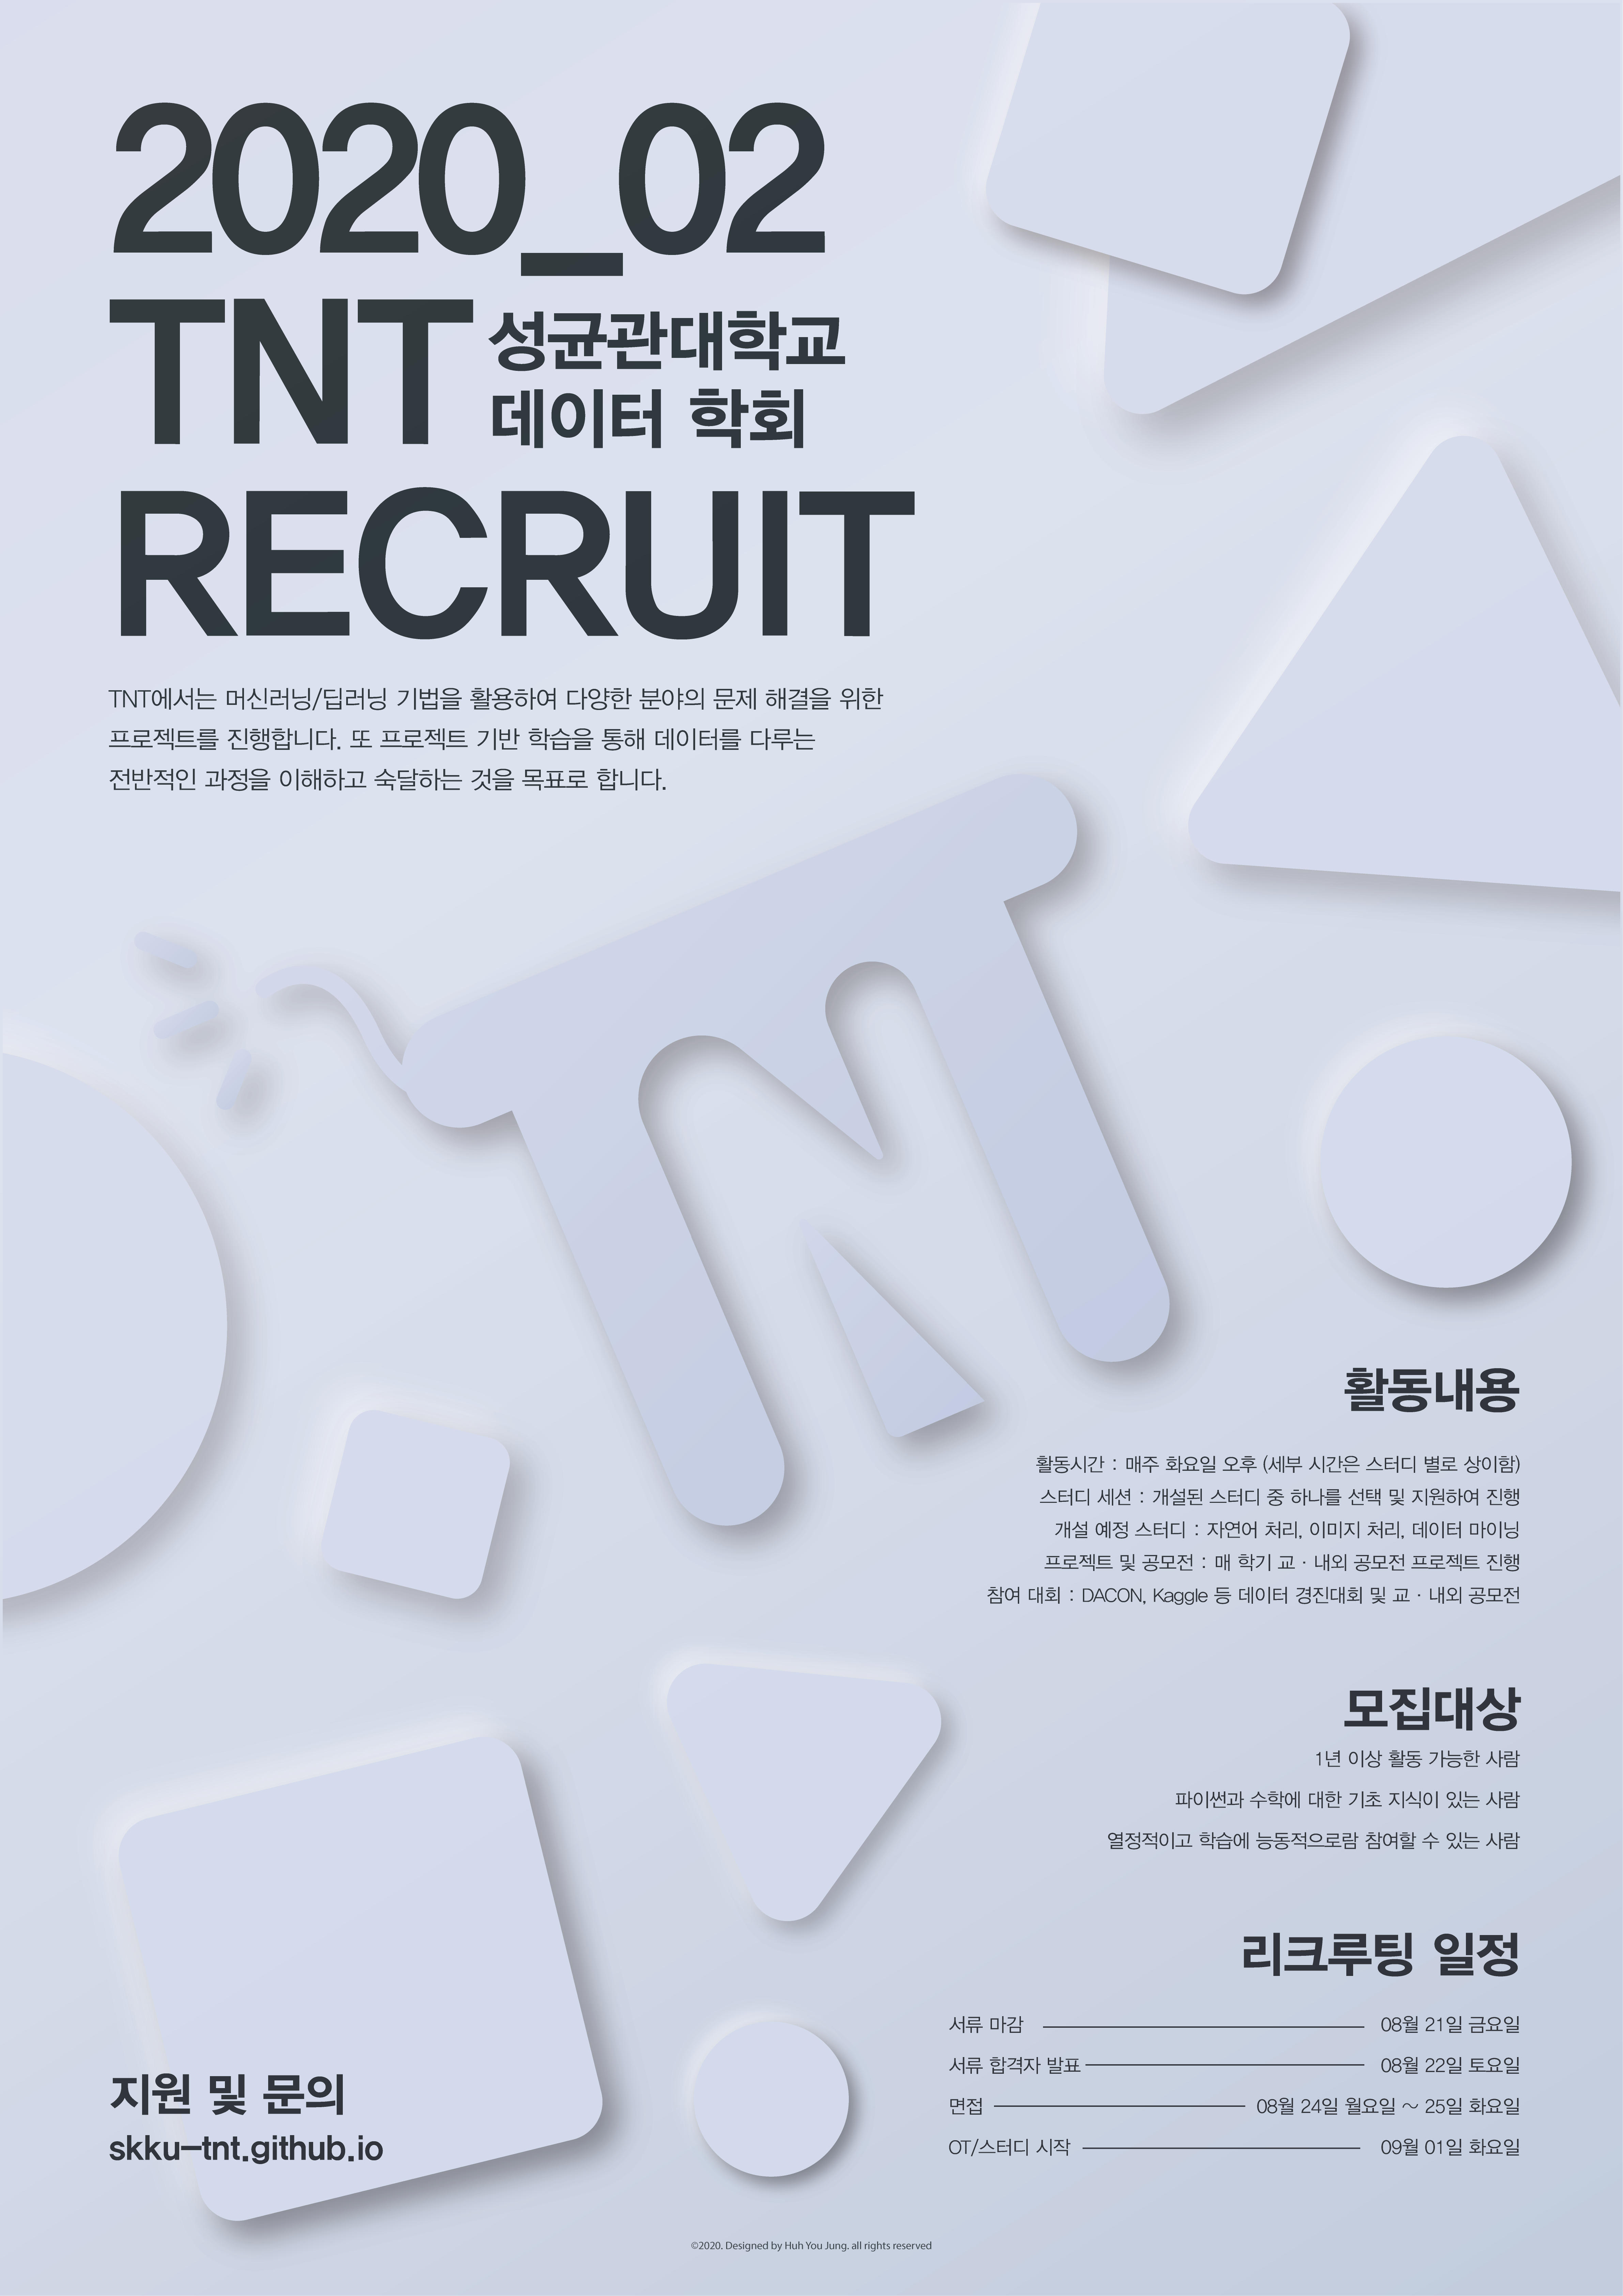 2020_02
TNT 성균관대학교
데이터 학회
RECRUIT
TNT에서는 머신러닝/딥러닝 기법을 활용하여 다양한 분야의 문제 해결을 위한
프로젝트를 진행합니다. 또 프로젝트 기반 학습을 통해 데이터를 다루는
전반적인 과정을 이해하고 숙달하는 것을 목표로 합니다.
TNT
활동내용
활동시간 : 매주 화요일 오후 (세부 시간은 스터디 별로 상이함)
스터디 세션 : 개설된 스터디 중 하나를 선택 및 지원하여 진행
개설 예정 스터디 : 자연어 처리, 이미지 처리, 데이터 마이닝
프로젝트 및 공모전 : 매 학기 교 · 내외 공모전 프로젝트 진행
참여 대회 : DACON, Kaggle 등 데이터 경진대회 및 교 · 내외 공모전
모집대상
1년 이상 활동 가능한 사람
파이썬과 수학에 대한 기초 지식이 있는 사람
열정적이고 학습에 능동적으로람 참여할 수 있는 사람
리크루팅 일정
서류 마감 08월 21일 금요일
서류 합격자 발표 08월 22일 토요일
면접 08월 24일 월요일 ~ 25일 화요일
OT/스터디 시작 09월 01일 화요일
지원 및 문의
skku-tnt.github.io
©2020. Designed by Huh You Jung. all rights reserved